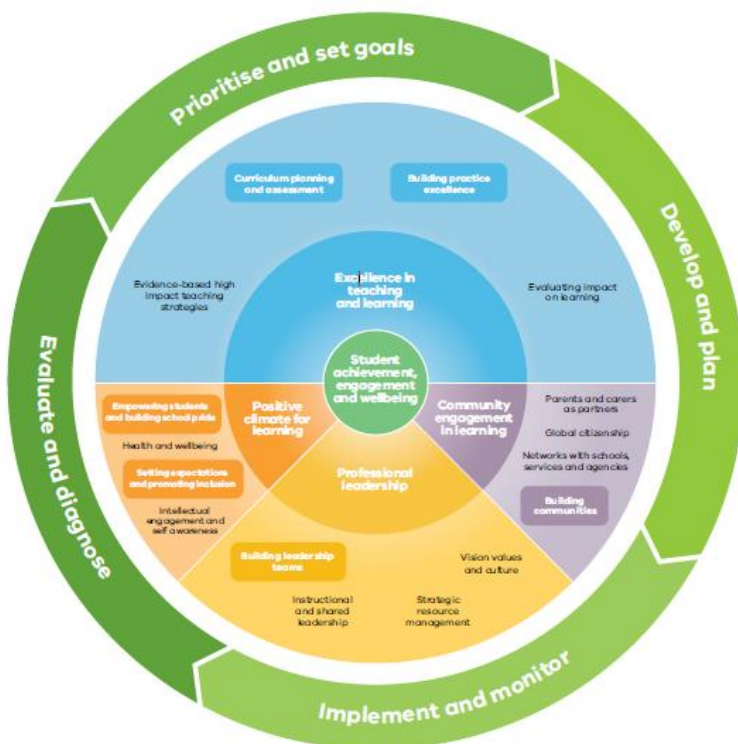 Prioritise and set goals
Develop and plan
Implement and monitor
Evaluate and diagnose
Curriculum planning
and assessment
Building practice
excellence
Evidence-based high
impact teaching
strategies
Excellence in
teaching
and learning
Evaluating impact
on learning
Student
achievement,
engagement
and wellbeing
Empowering students
and building school pride
Health and wellbeing
Setting expectations
and promoting inclusion
Intellectual
engagement and
self awareness
Positive
climate for
learning
Community
engagement
in learning
Parents and carers
as partners
Global citizenship
Networks with schools,
services and agencies
Building
communities
Professional
leadership
Building leadership
teams
Instructional
and shared
leadership
Strategic
resource
management
Vision values
and culture